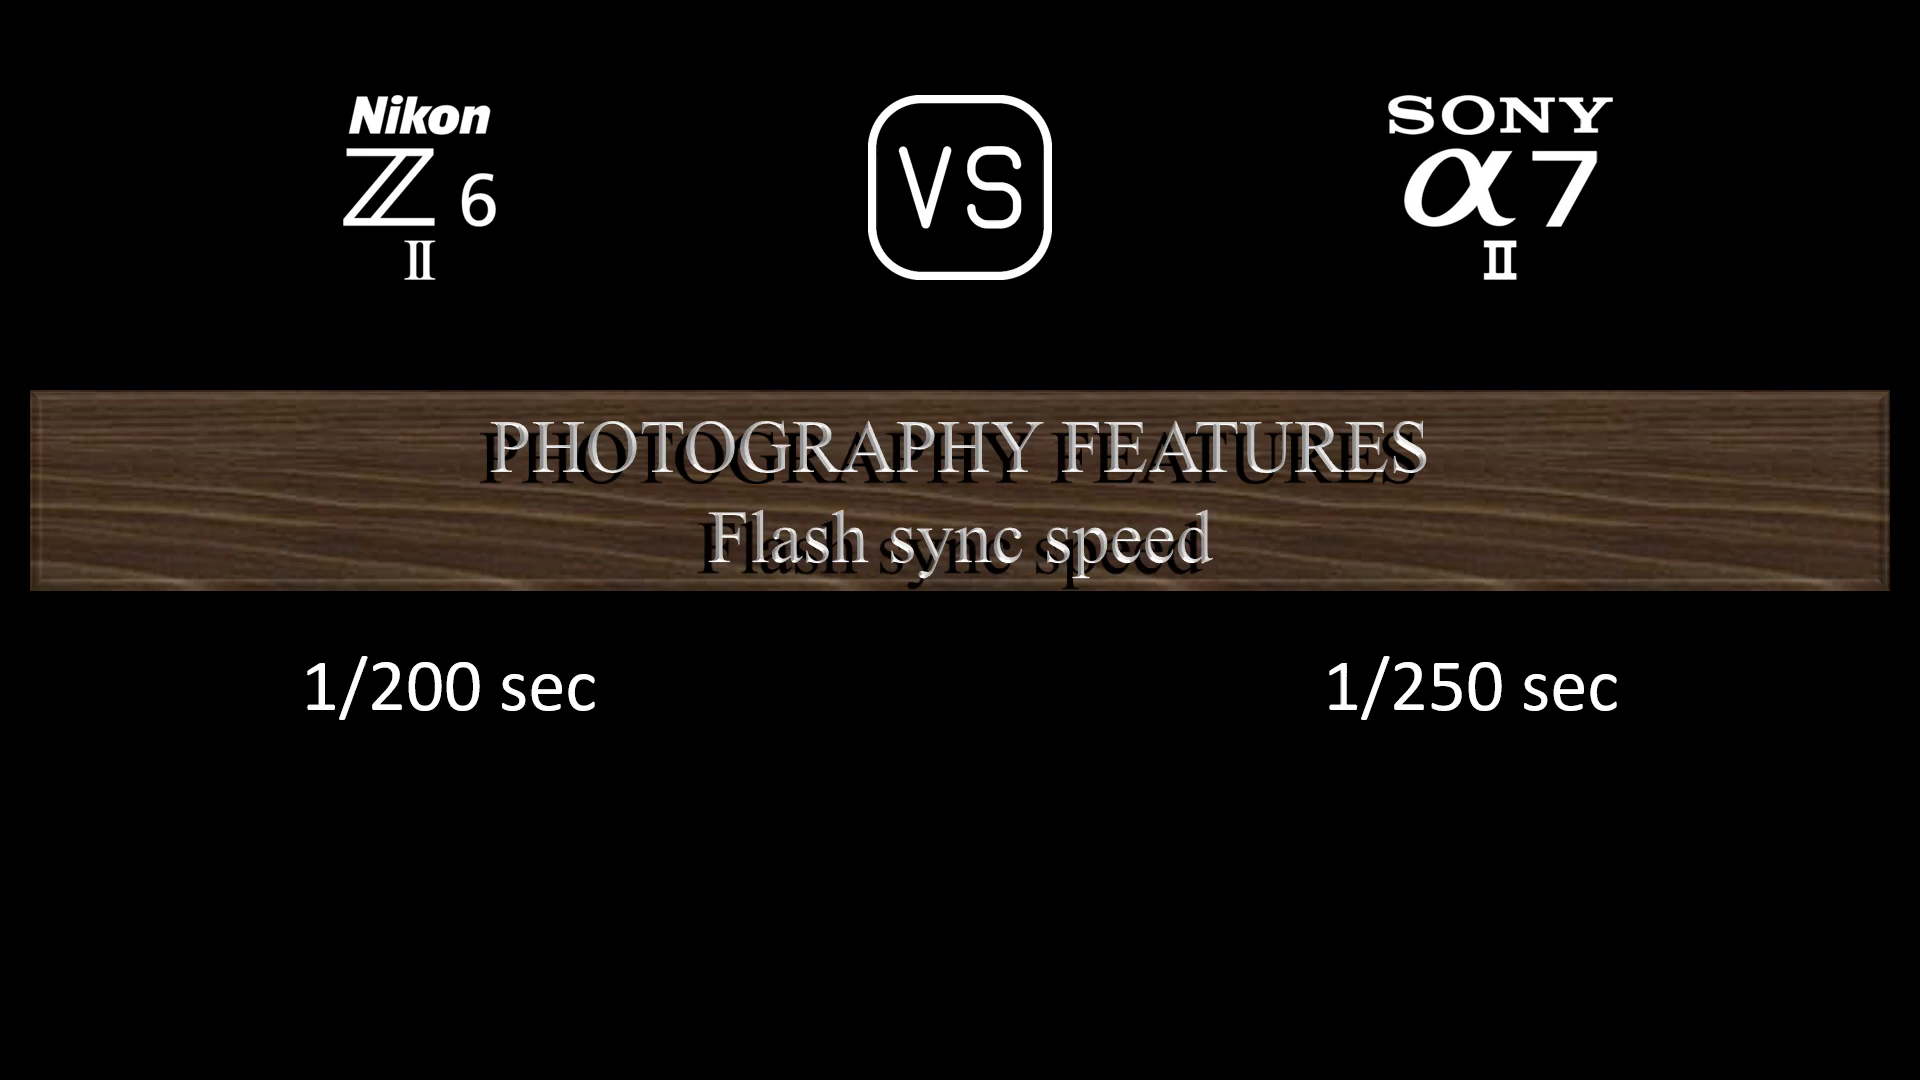 Nikon
Z 6
II
VS
SONY
α7
II
PHOTOGRAPHY FEATURES
Flash sync speed
1/200 sec
1/250 sec